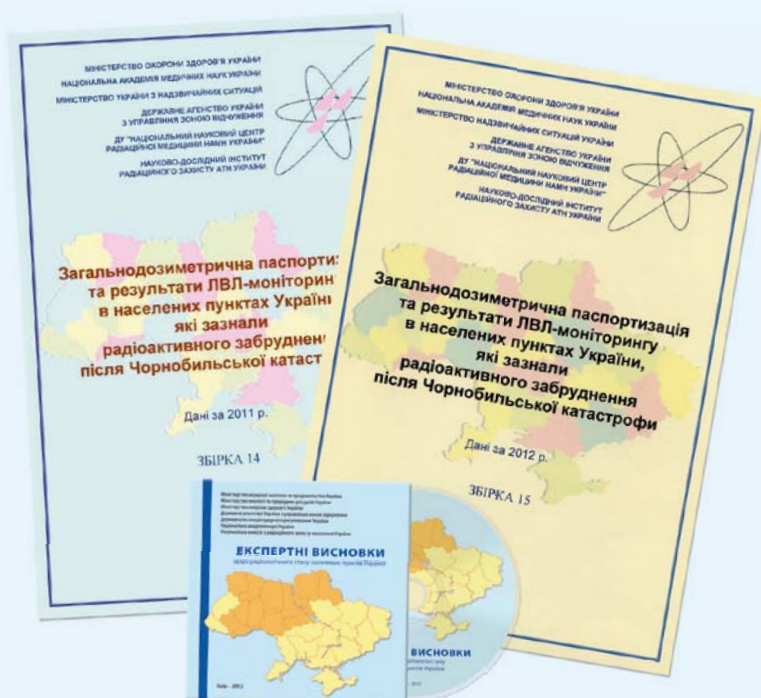 МІНІСТЕРСТВО ОХОРОНИ ЗДОРОВ'Я УКРАЇНИ
НАЦІОНАЛЬНА АКАДЕМІЯ МЕДИЧНИХ НАУК УКРАЇНИ
МІНІСТЕРСТВО УКРАЇНИ З НАДЗВИЧАЙНИХ СИТУАЦІЙ
ДЕРЖАВНЕ АГЕНСТВО УКРАЇНИ
З УПРАВЛІННЯ ЗОНОЮ ВІДЧУЖЕННЯ
ДУ "НАЦІОНАЛЬНИЙ НАУКОВИЙ ЦЕНТР
РАДІАЦІЙНОЇ МЕДИЦИНИ НАМН УКРАЇНИ"
НАУКОВО-ДОСЛІДНИЙ ІНСТИТУТ
РАДІАЦІЙНОГО ЗАХИСТУ АТН УКРАЇНИ
Загальнодозиметрична паспорти
та результати ЛВЛ-моніторин
в населених пунктах Україн
які зазнали
радіоактивного забруднен
після Чорнобильської катаст
Дані за 2011 р.
ЗБІРКА 14
МІНІСТЕРСТВО ОХОРОНИ ЗДОРОВ'Я УКРАЇНИ
НАЦІОНАЛЬНА АКАДЕМІЯ МЕДИЧНИХ НАУК УКРАЇНИ
МІНІСТЕРСТВО НАДЗВИЧАЙНИХ СИТУАЦІЙ УКРАЇНИ
ДЕРЖАВНЕ АГЕНСТВО УКРАЇНИ
З УПРАВЛІННЯ ЗОНОЮ ВІДЧУЖЕННЯ
ДУ "НАЦІОНАЛЬНИЙ НАУКОВИЙ ЦЕНТР
РАДІАЦІЙНОЇ МЕДИЦИНИ НАМН УКРАЇНИ"
НАУКОВО-ДОСЛІДНИЙ ІНСТИТУТ
РАДІАЦІЙНОГО ЗАХИСТУ АТН УКРАЇНИ
Загальнодозиметрична паспортизація
та результати ЛВЛ-моніторингу
в населених пунктах України,
які зазнали
радіоактивного забруднення
після Чорнобильської катастрофи
Дані за 2012 р.
ЗБІРКА 15
ЕКСПЕРТНІ ВИСНОВКИ
Київ - 2012
ВИСНОВКИ